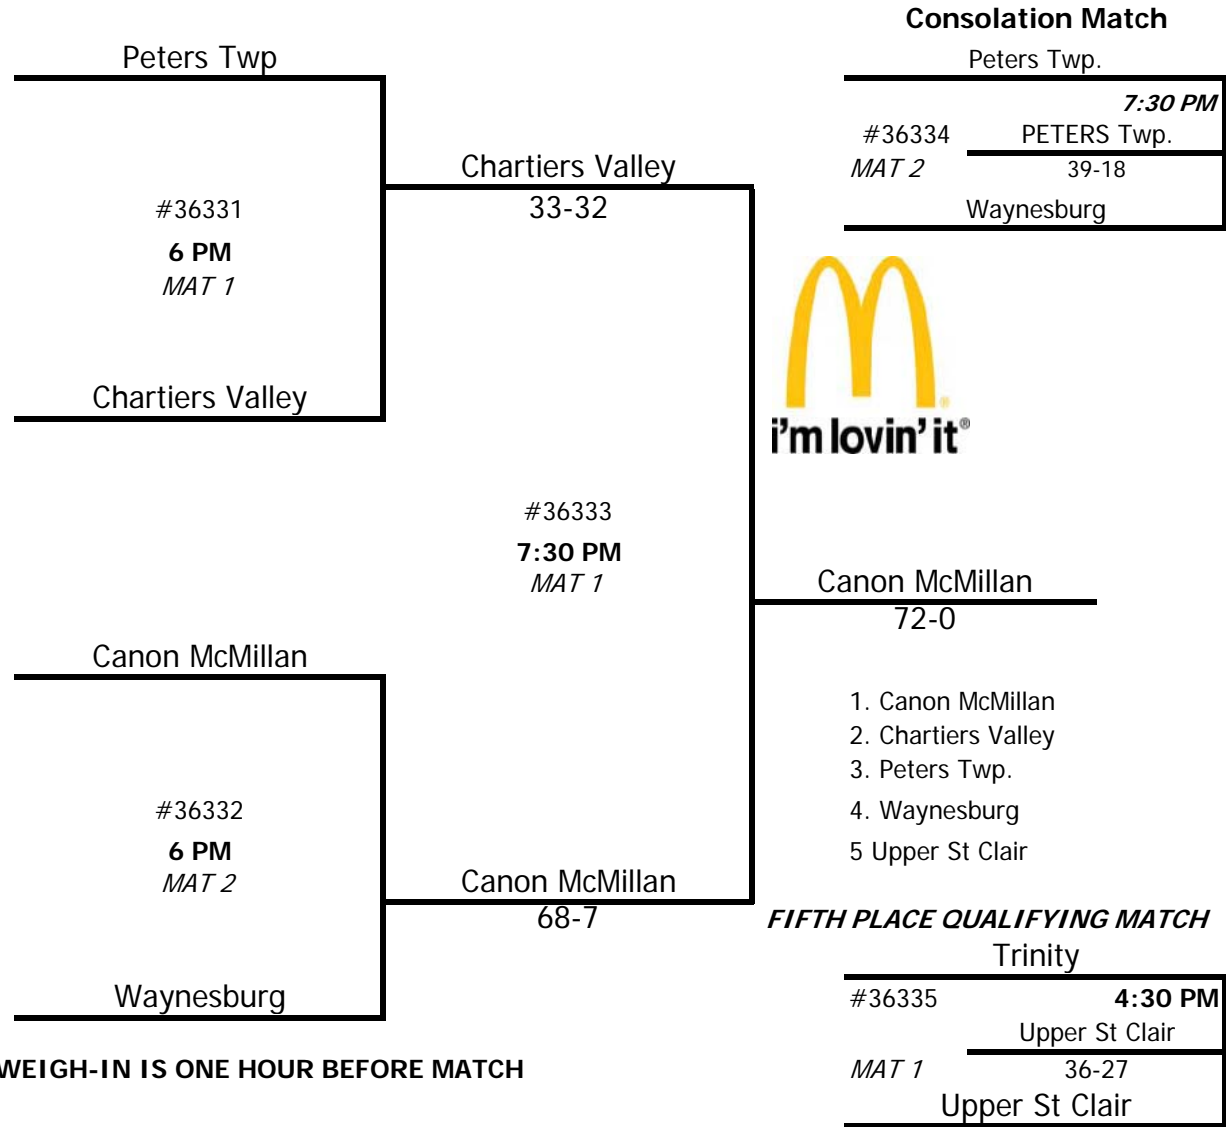 Consolation Match
Peters Twp
Peters Twp.
7:30 PM
#36334
PETERS Twp.
MAT 2
39-18
Waynesburg
Chartiers Valley
33-32
#36331
6 PM
MAT 1
Chartiers Valley
i'm lovin' it®
#36333
7:30 PM
MAT 1
Canon McMillan
72-0
Canon McMillan
1. Canon McMillan
2. Chartiers Valley
3. Peters Twp.
4. Waynesburg
5 Upper St Clair
#36332
6 PM
MAT 2
Canon McMillan
68-7
Waynesburg
FIFTH PLACE QUALIFYING MATCH
Trinity
#36335
4:30 PM
Upper St Clair
MAT 1
36-27
Upper St Clair
WEIGH-IN IS ONE HOUR BEFORE MATCH